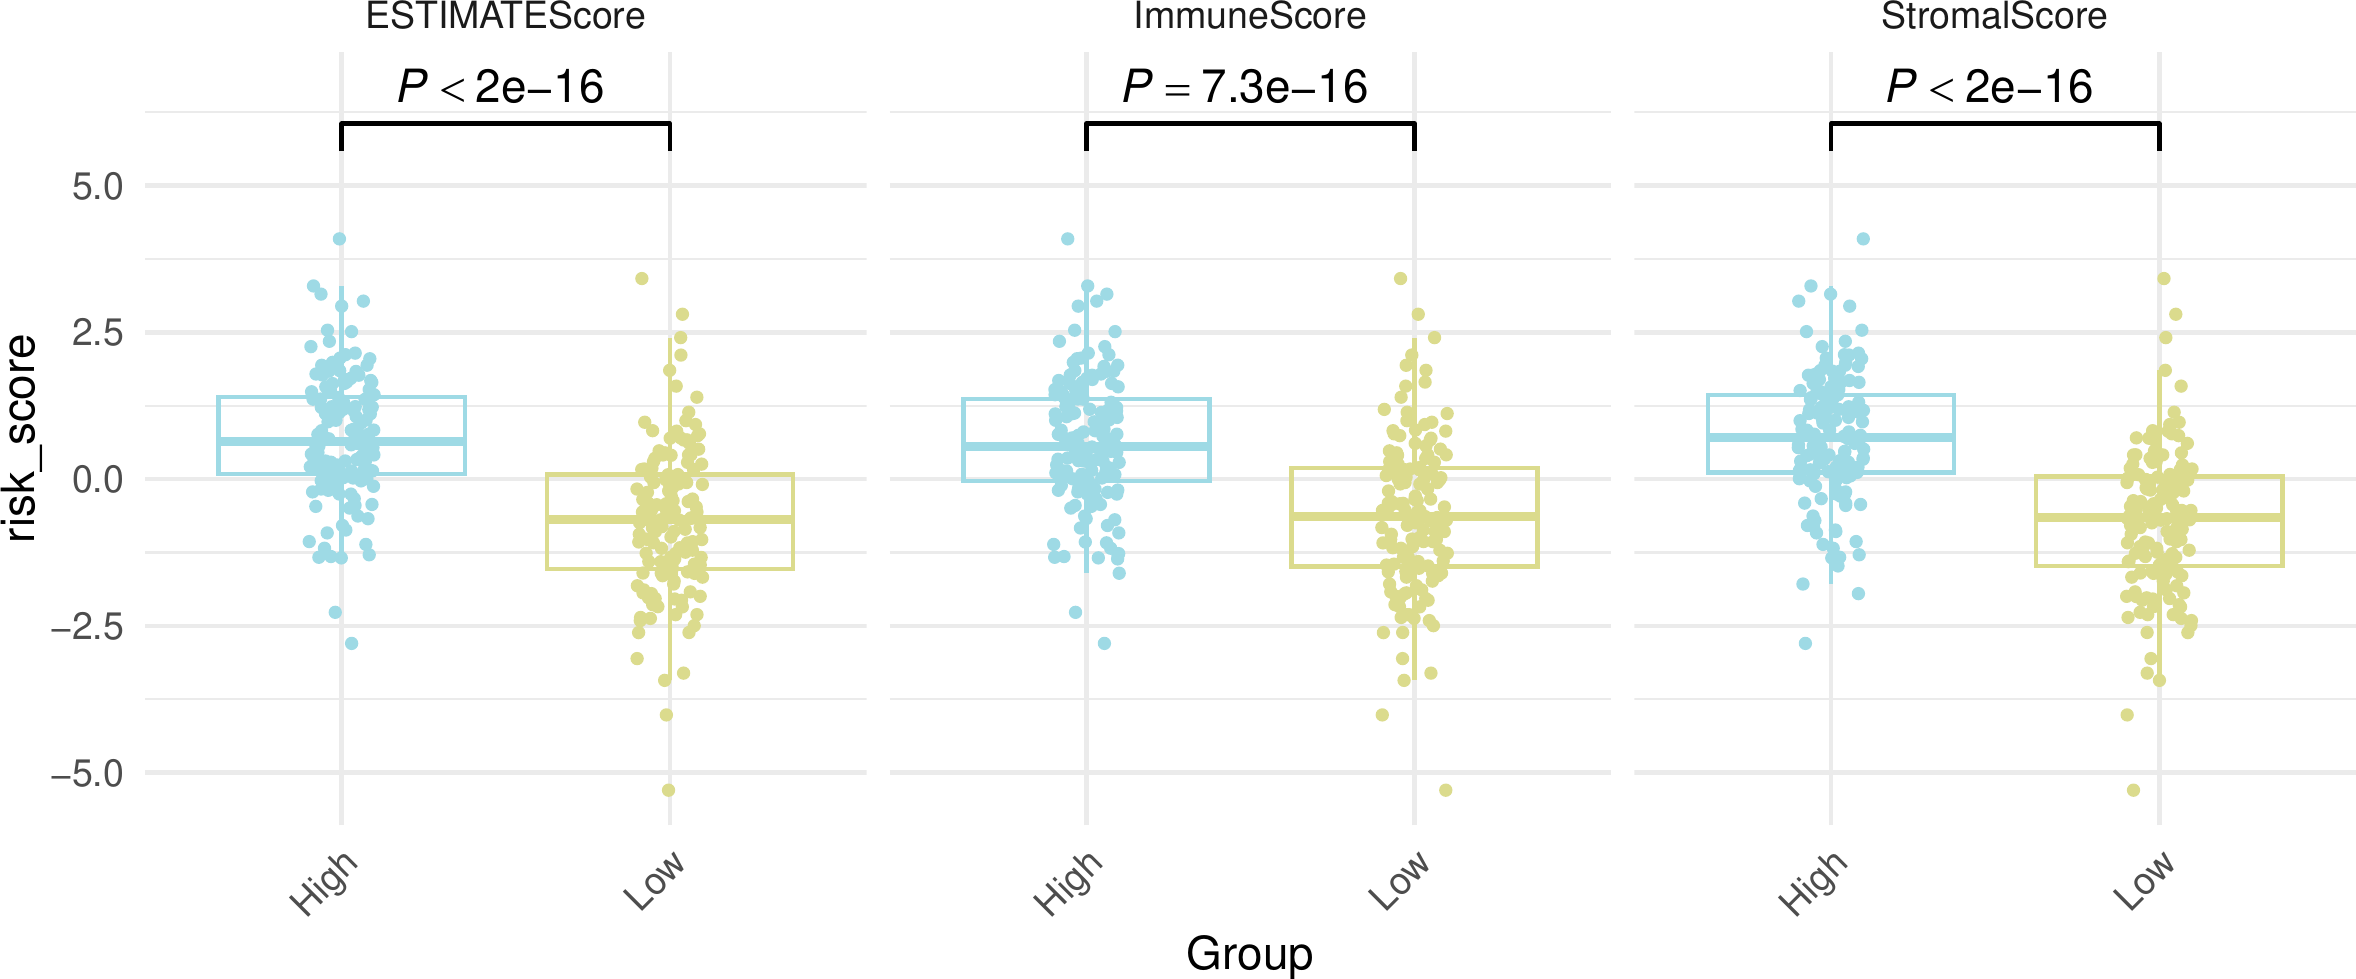 ESTIMATEScore
ImmuneScore
StromalScore
P < 2e−16
P = 7.3e−16
P < 2e−16
risk_score
5.0
2.5
0.0
−2.5
−5.0
High
Low
High
Low
High
Low
Group